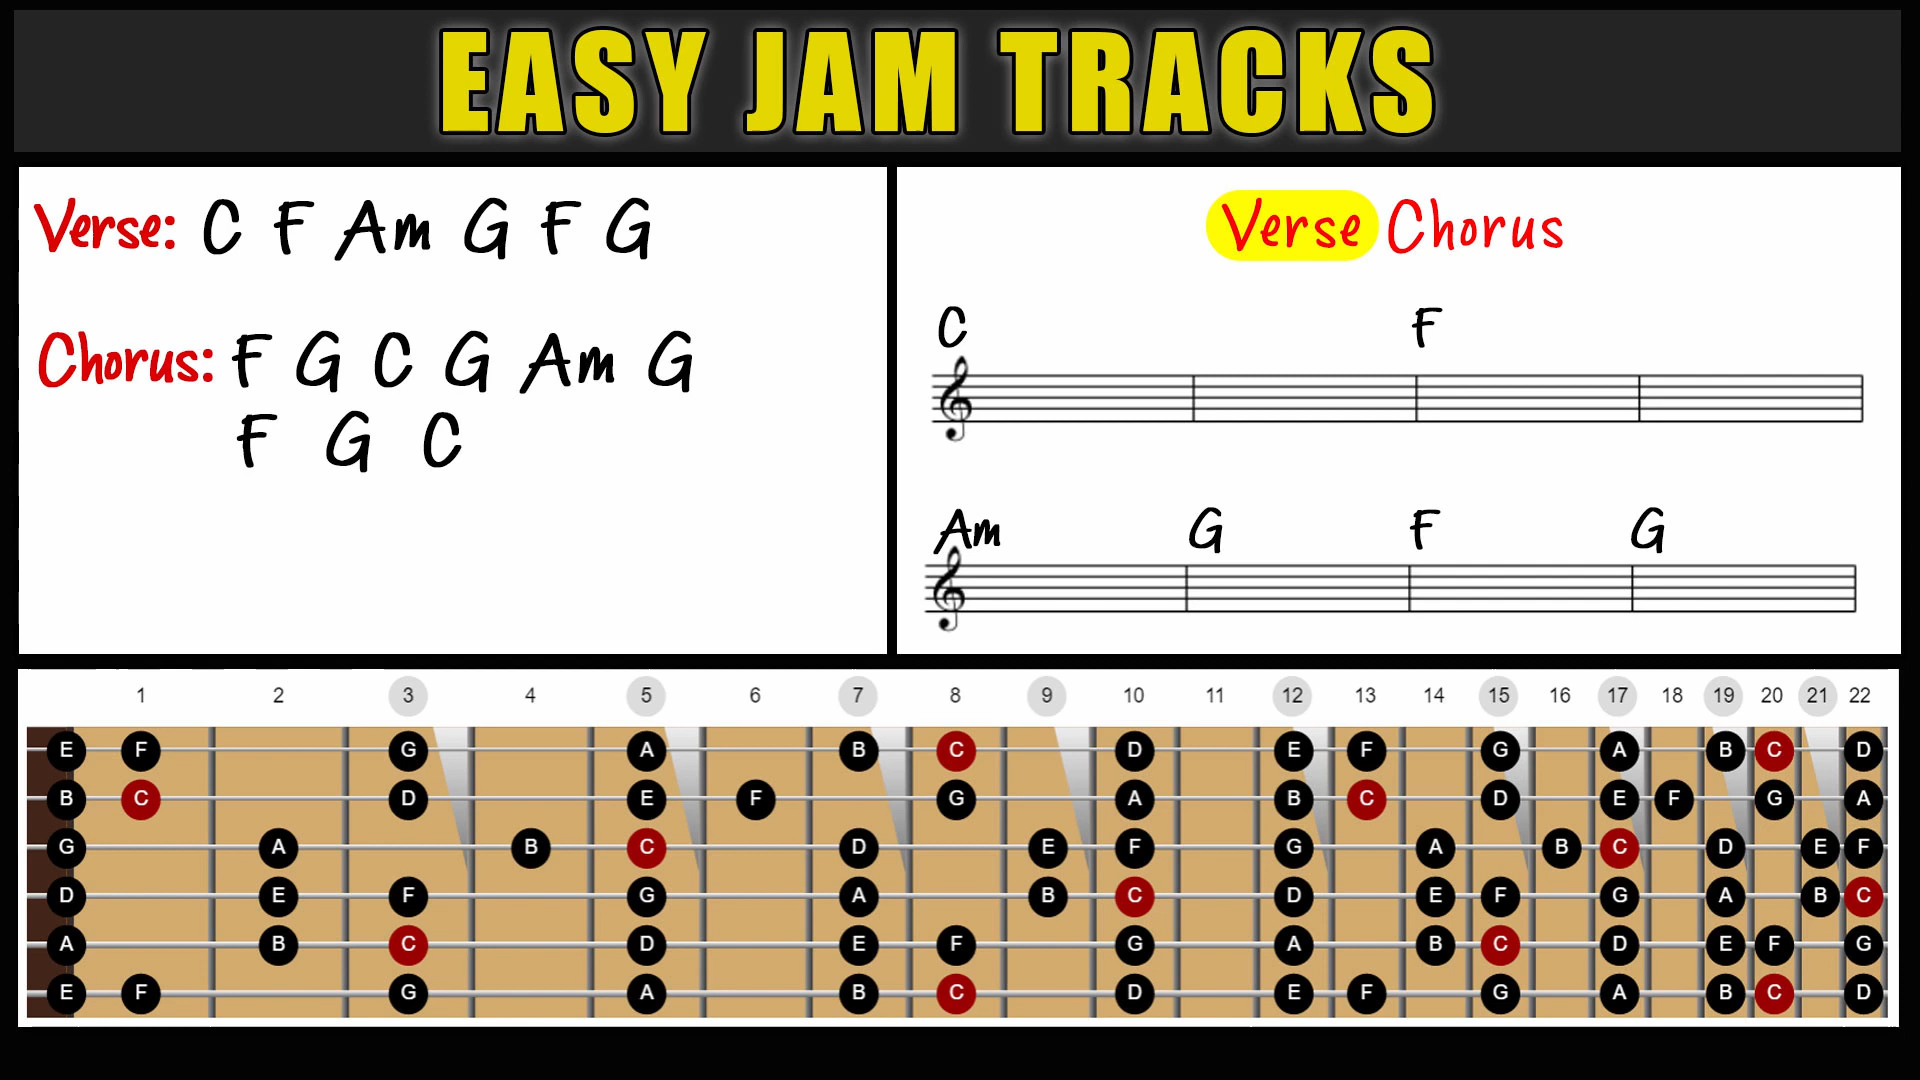 EASY JAM TRACKS
Verse: C F Am G F G
Chorus: F G C G Am G
F G C
Verse Chorus
C F
Am G F G
1 2 3 4 5 6 7 8 9 10 11 12 13 14 15 16 17 18 19 20 21 22
E F G A B C D E F G A B C D
B C D E F G A B C D E F G A
G A B C D E F G A B C D E F
D E F G A B C D E F G A B C
A B C D E F G A B C D E F G
E F G A B C D E F G A B C D